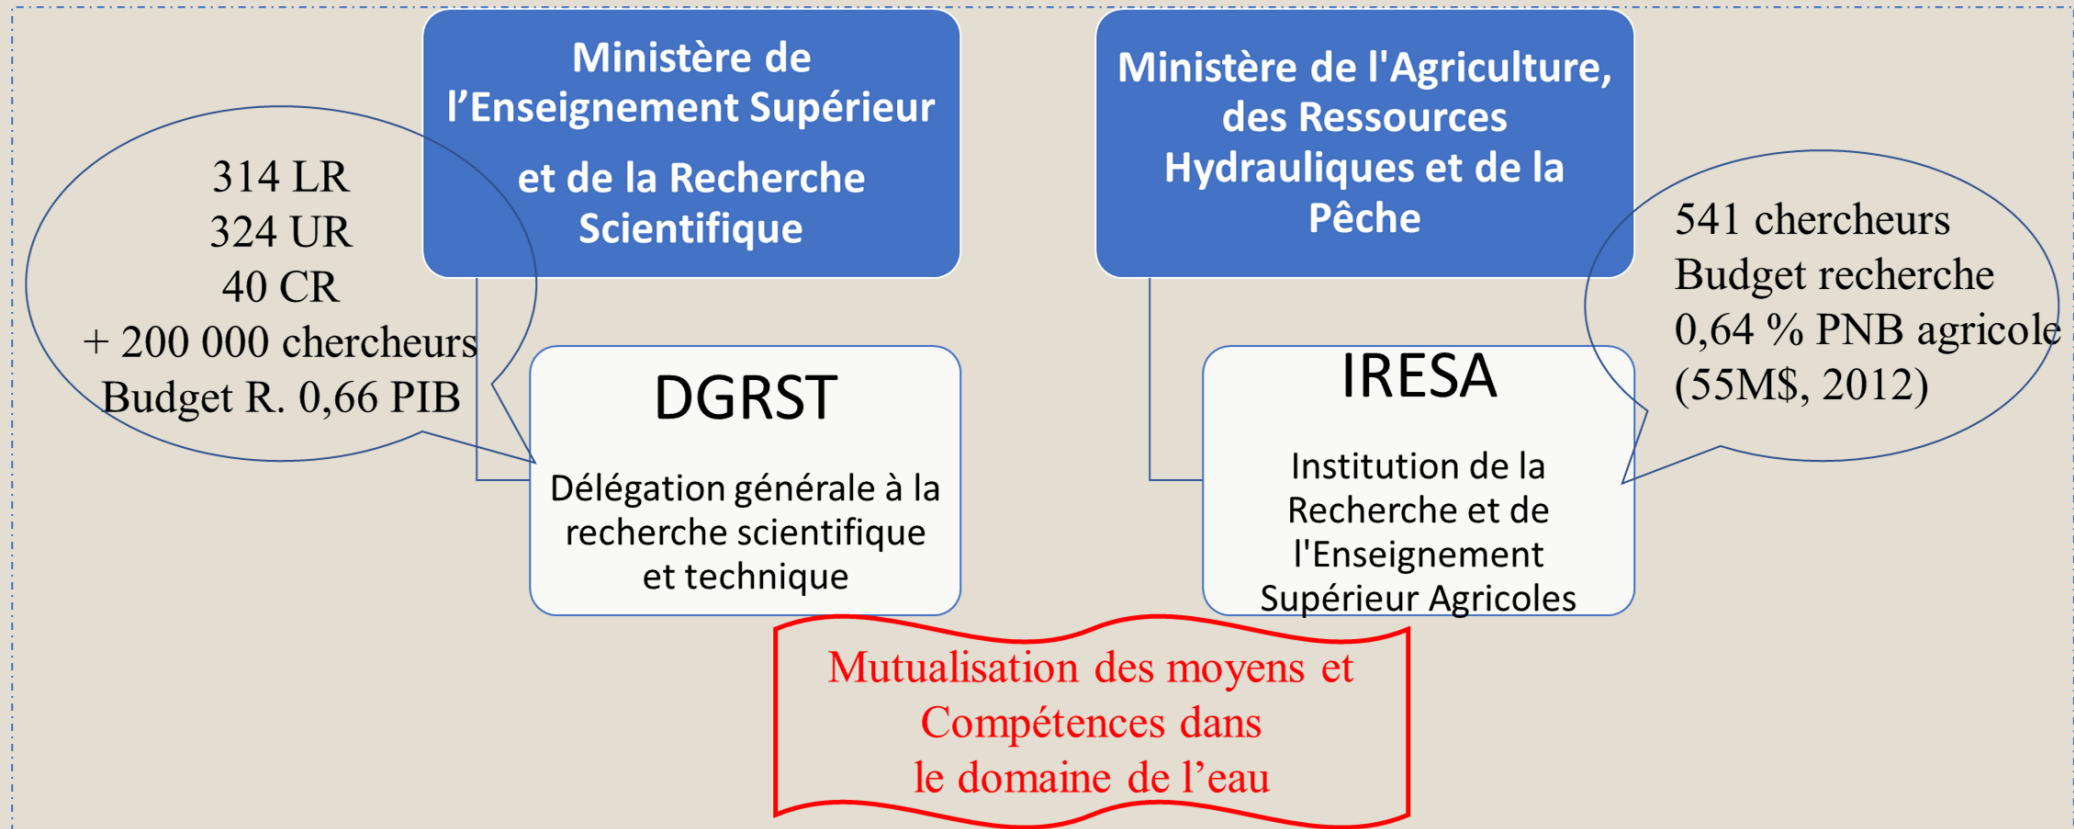 Ministère de
l’Enseignement Supérieur
et de la Recherche
Scientifique
Ministère de l'Agriculture,
des Ressources
Hydrauliques et de la
Pêche
314 LR
324 UR
40 CR
+ 200 000 chercheurs
Budget R. 0,66 PIB
541 chercheurs
Budget recherche
0,64 % PNB agricole
(55M$, 2012)
DGRST
Délégation générale à la
recherche scientifique
et technique
IRESA
Institution de la
Recherche et de
l'Enseignement
Supérieur Agricoles
Mutualisation des moyens et
Compétences dans
le domaine de l’eau